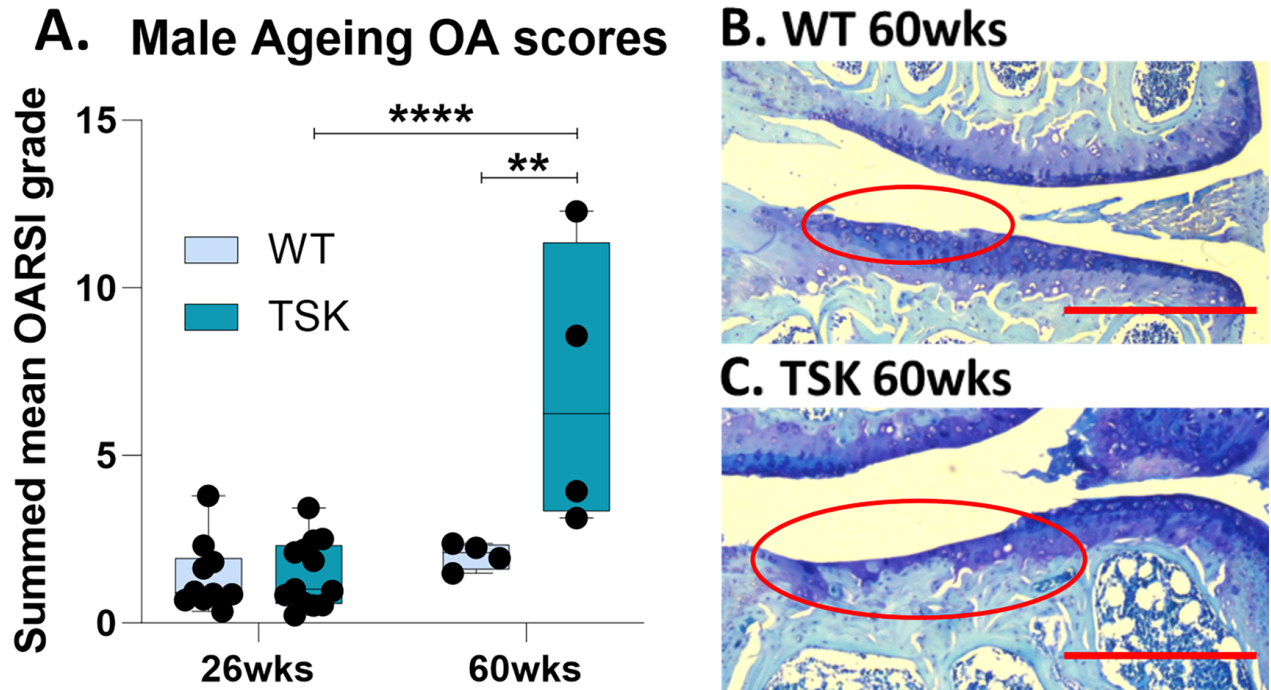 A. Male Ageing OA scores
Summed mean OARSI grade
15
10
5
0
****
**
WT
TSK
26wks
60wks
B. WT 60wks
C. TSK 60wks